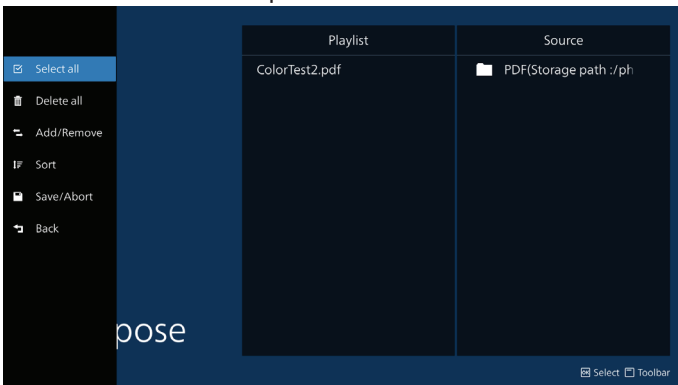 Select all
Delete all
Add/Remove
Sort
Save/Abort
Back
pose
Playlist
ColorTest2.pdf
Source
PDF(Storage path :/ph
OK Select Toolbar